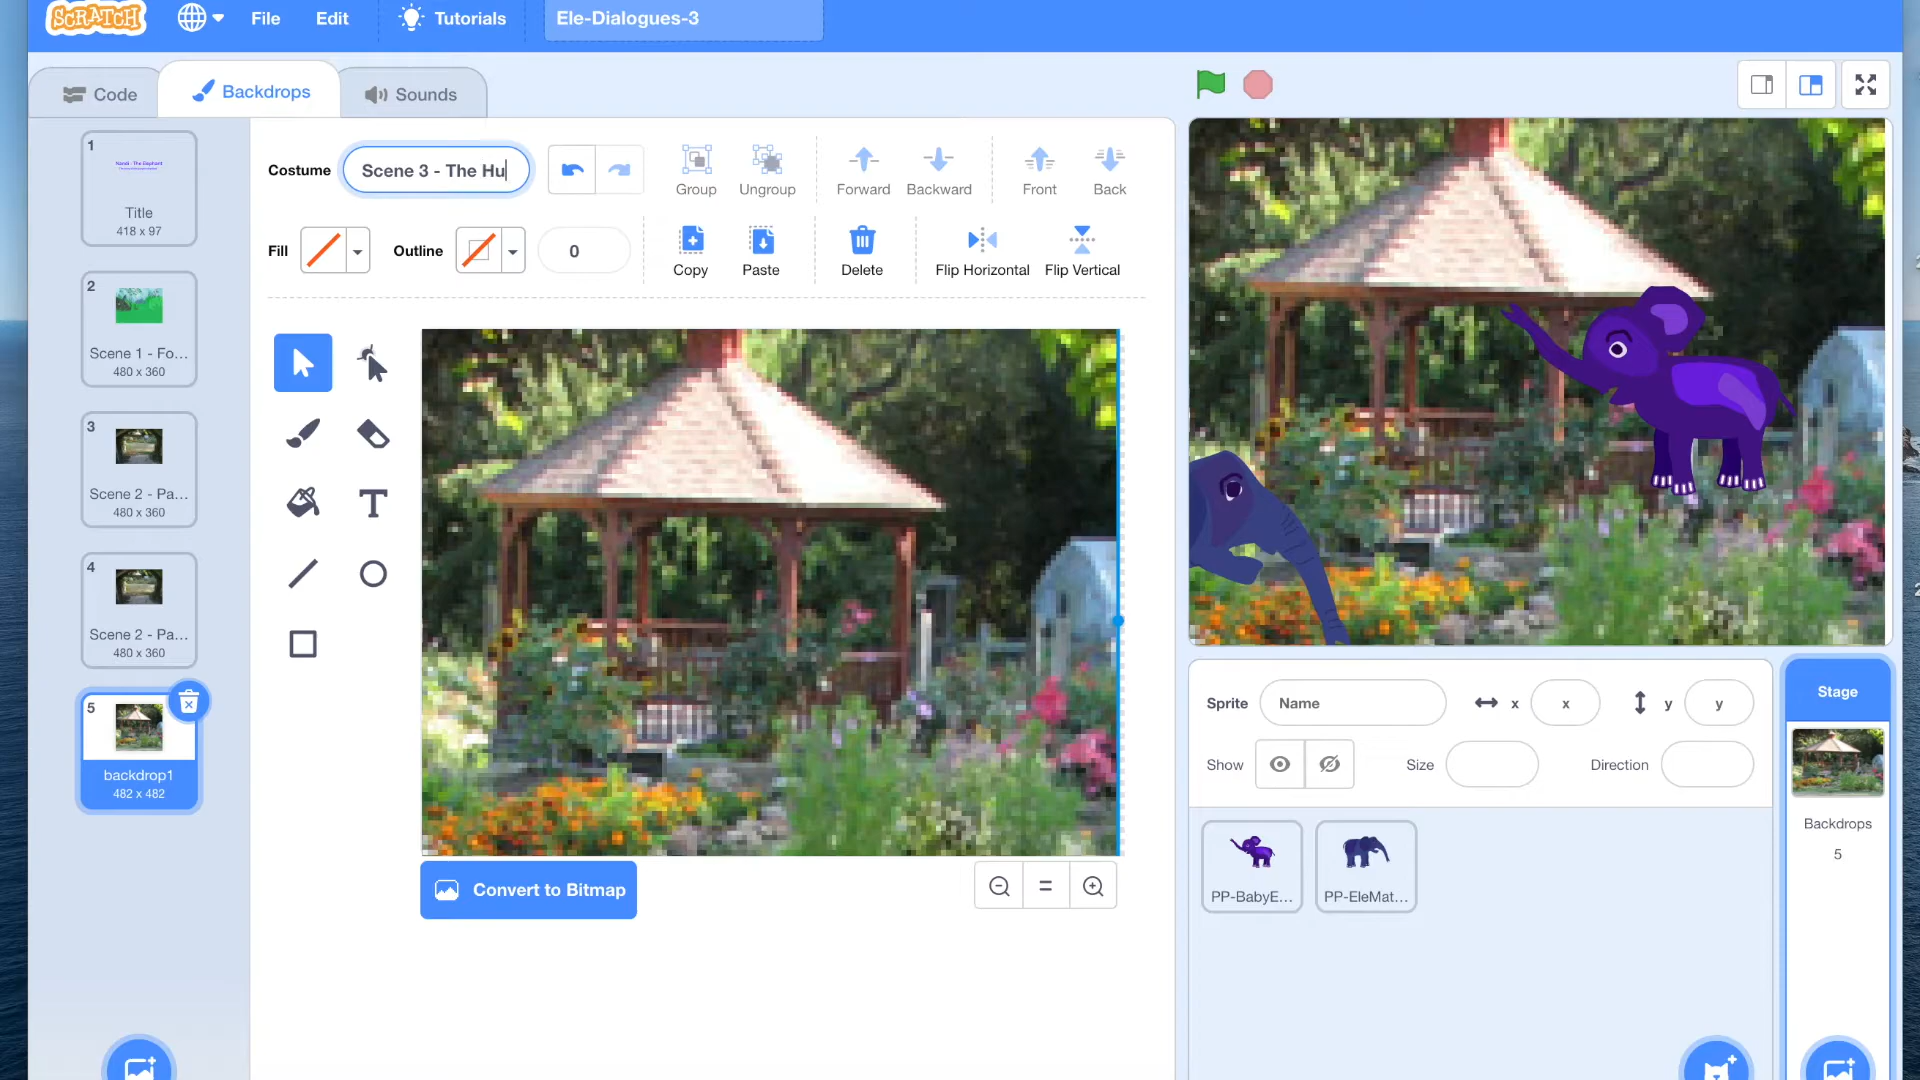 SCRATCH File Edit Tutorials Ele-Dialogues-3
Code Backdrops Sounds
Costume Scene 3 - The Hu Group Ungroup Forward Backward Front Back
Fill Outline 0 Copy Paste Delete Flip Horizontal Flip Vertical
1
Title
418 x 97
2
Scene 1 - Fo...
480 x 360
3
Scene 2 - Pa...
480 x 360
4
Scene 2 - Pa...
480 x 360
5
backdrop1
482 x 482
T
Convert to Bitmap
Sprite Name x x y y
Show Size Direction
PP-BabyE... PP-EleMat...
Stage
Backdrops
5